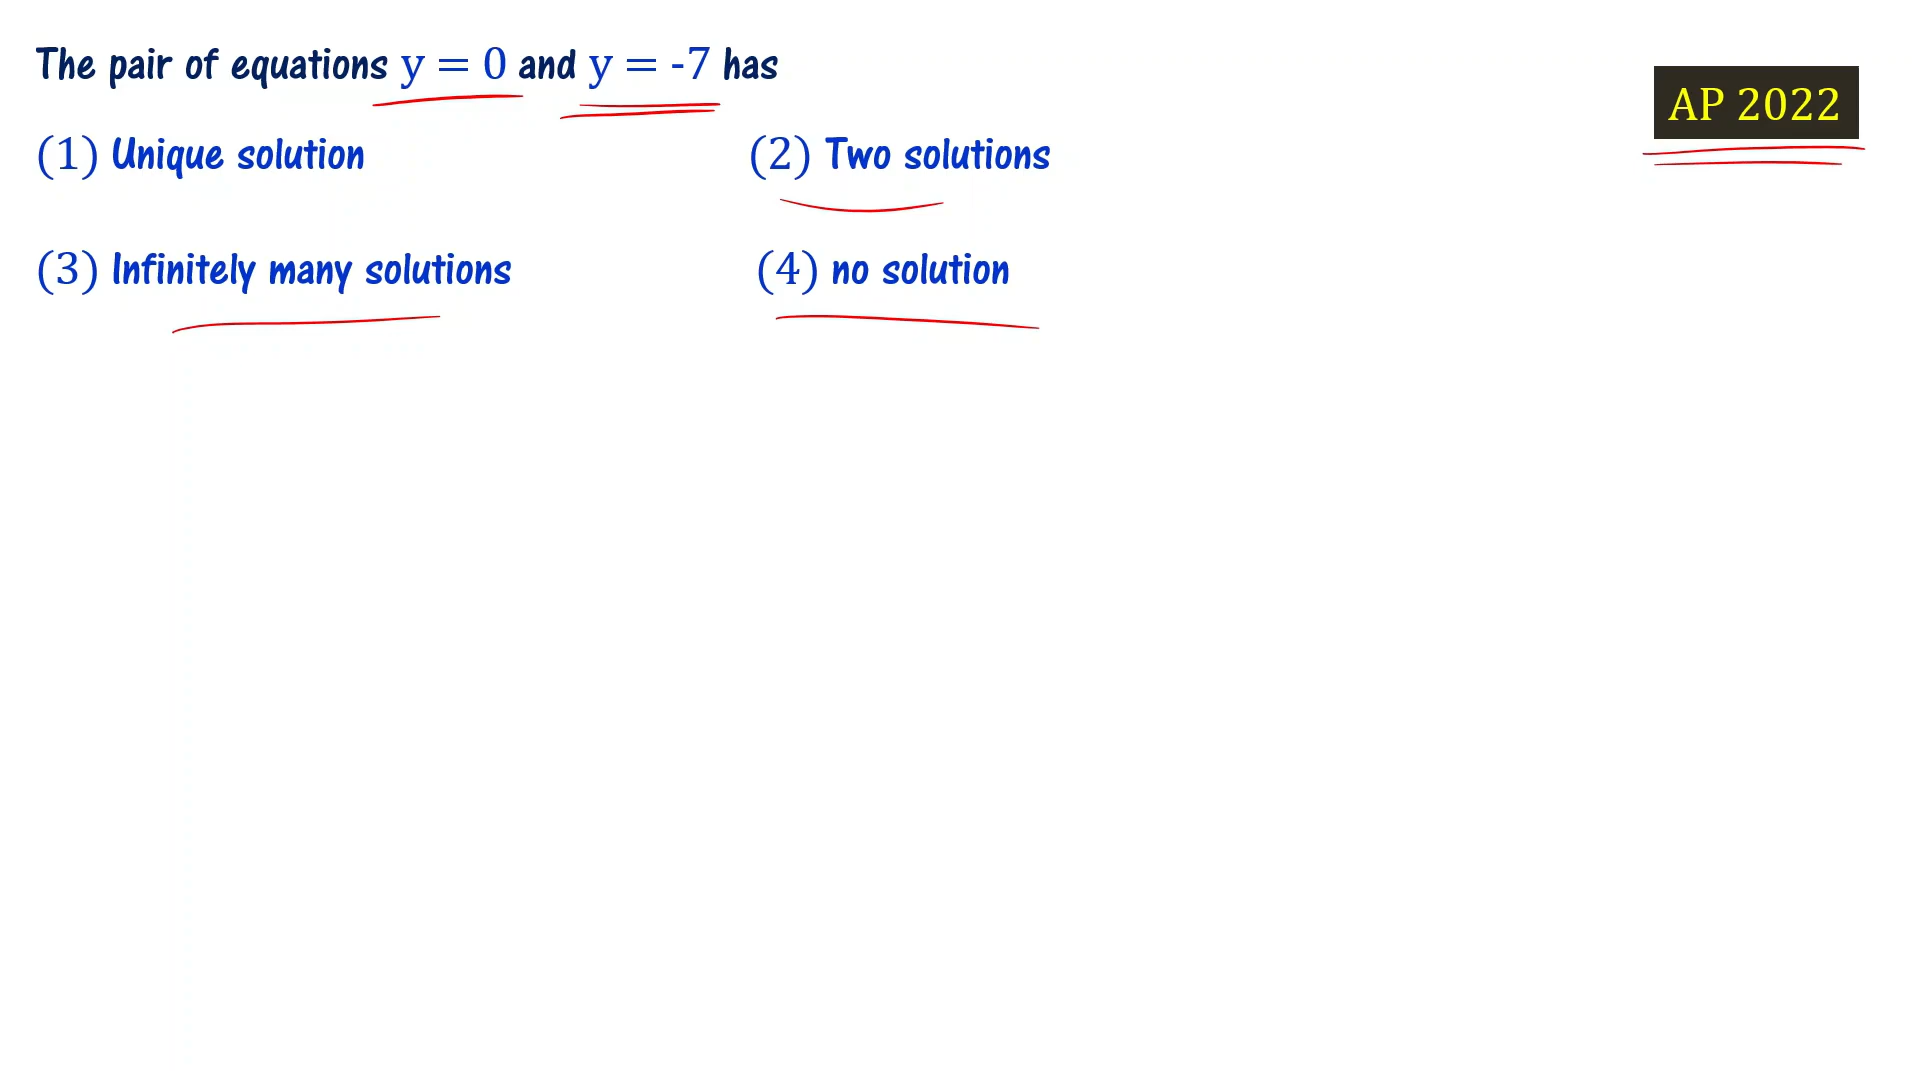 The pair of equations y = 0 and y = -7 has
AP 2022
(1) Unique solution
(2) Two solutions
(3) Infinitely many solutions
(4) no solution